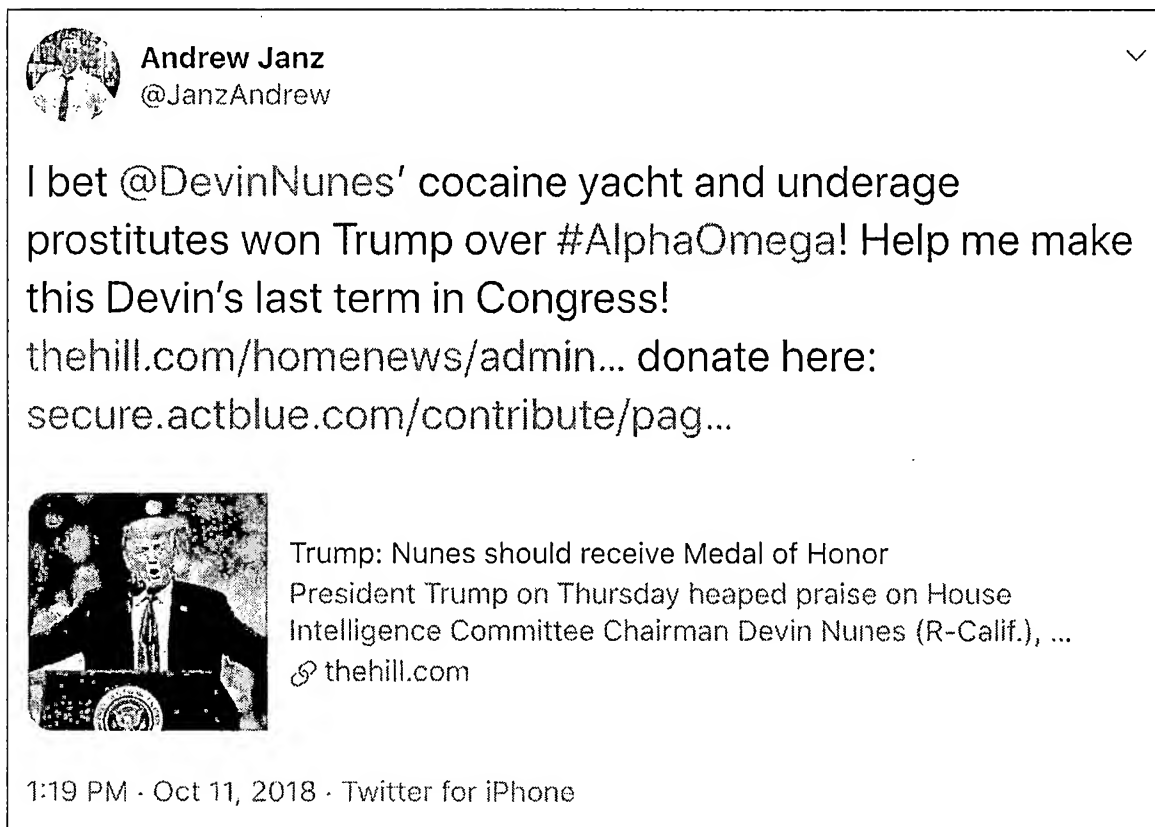 Andrew Janz
@JanzAndrew
I bet @DevinNunes' cocaine yacht and underage
prostitutes won Trump over #AlphaOmega! Help me make
this Devin's last term in Congress!
thehill.com/homenews/admin... donate here:
secure.actblue.com/contribute/pag...
Trump: Nunes should receive Medal of Honor
President Trump on Thursday heaped praise on House
Intelligence Committee Chairman Devin Nunes (R-Calif.), ...
thehill.com
1:19 PM · Oct 11, 2018 · Twitter for iPhone